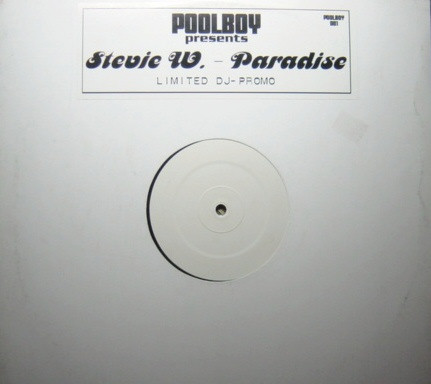 POOLBOY
presents
Stevie W. - Paradise
LIMITED DJ-PROMO
POOLBOY
001